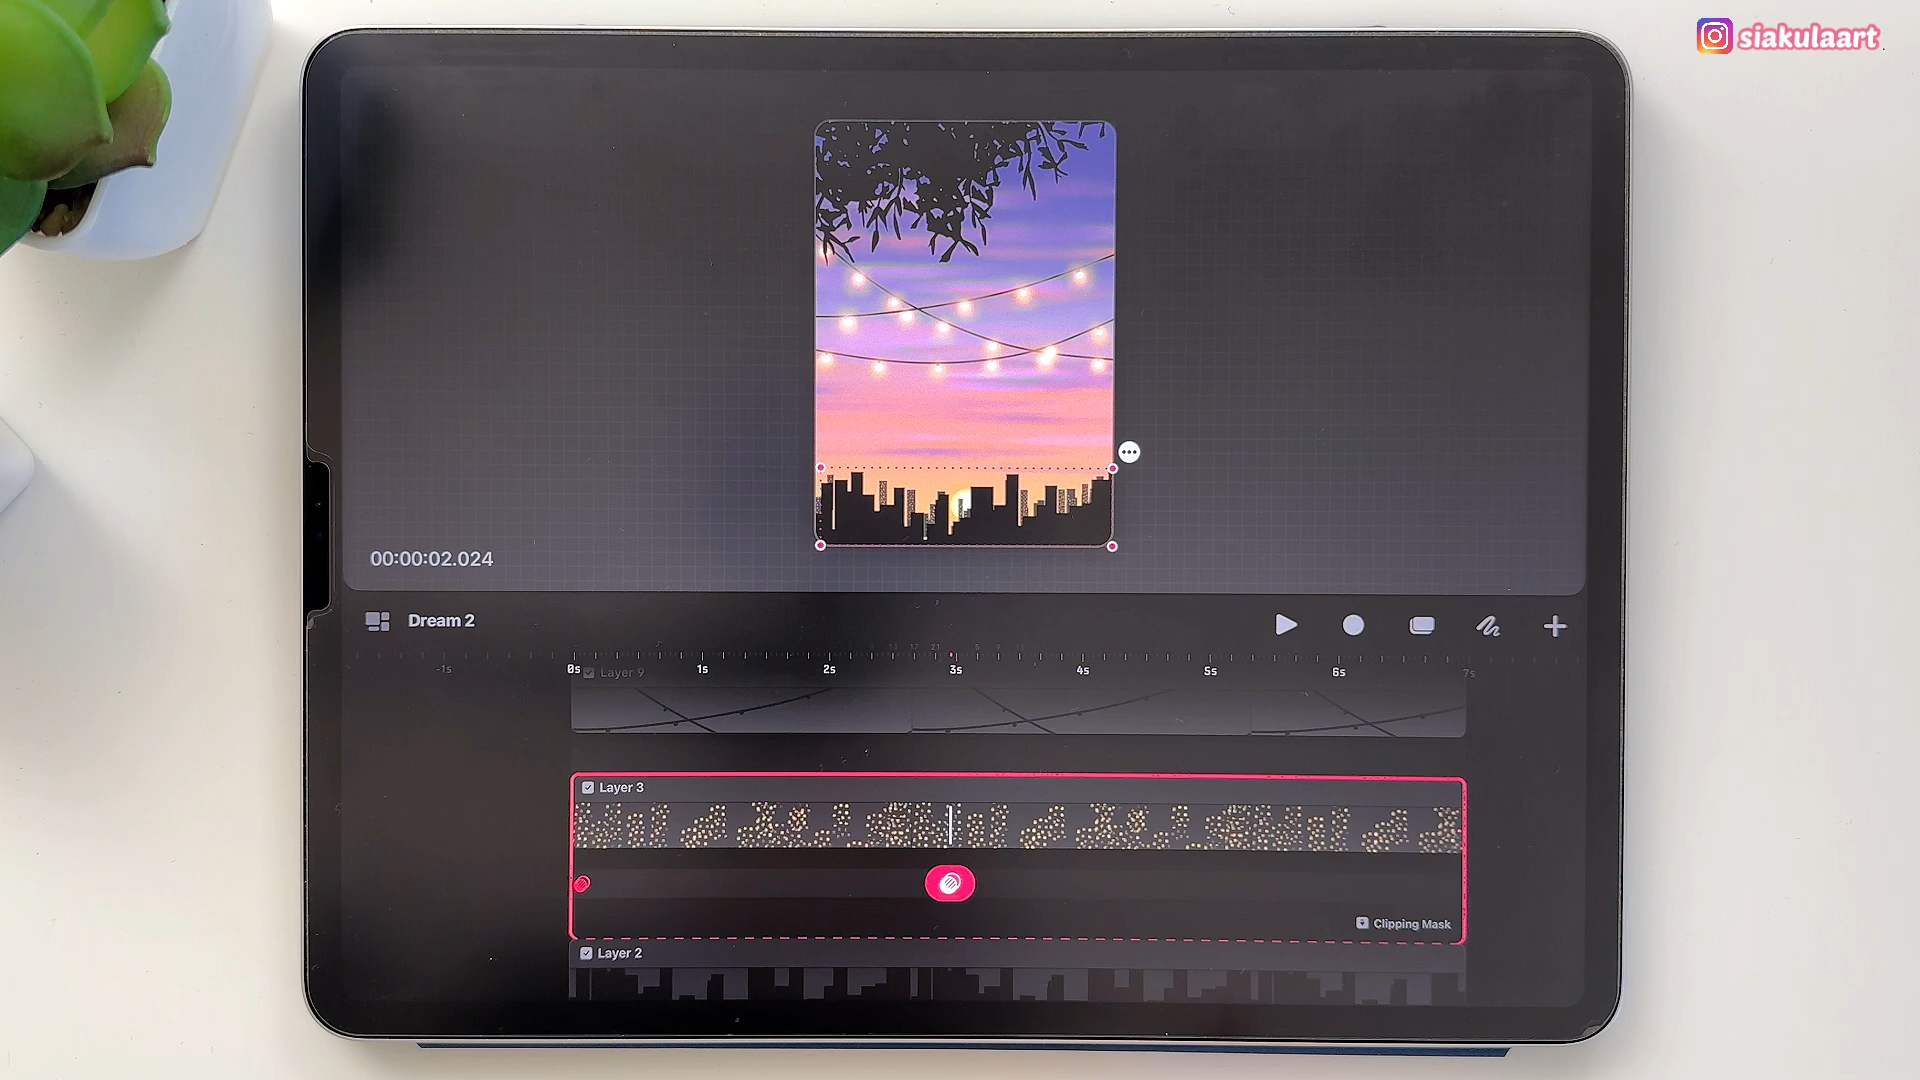 siakulaart
00:00:02.024
Dream 2
-1s 0s 1s 2s 3s 4s 5s 6s 7s
Layer 9
Layer 3
Clipping Mask
Layer 2